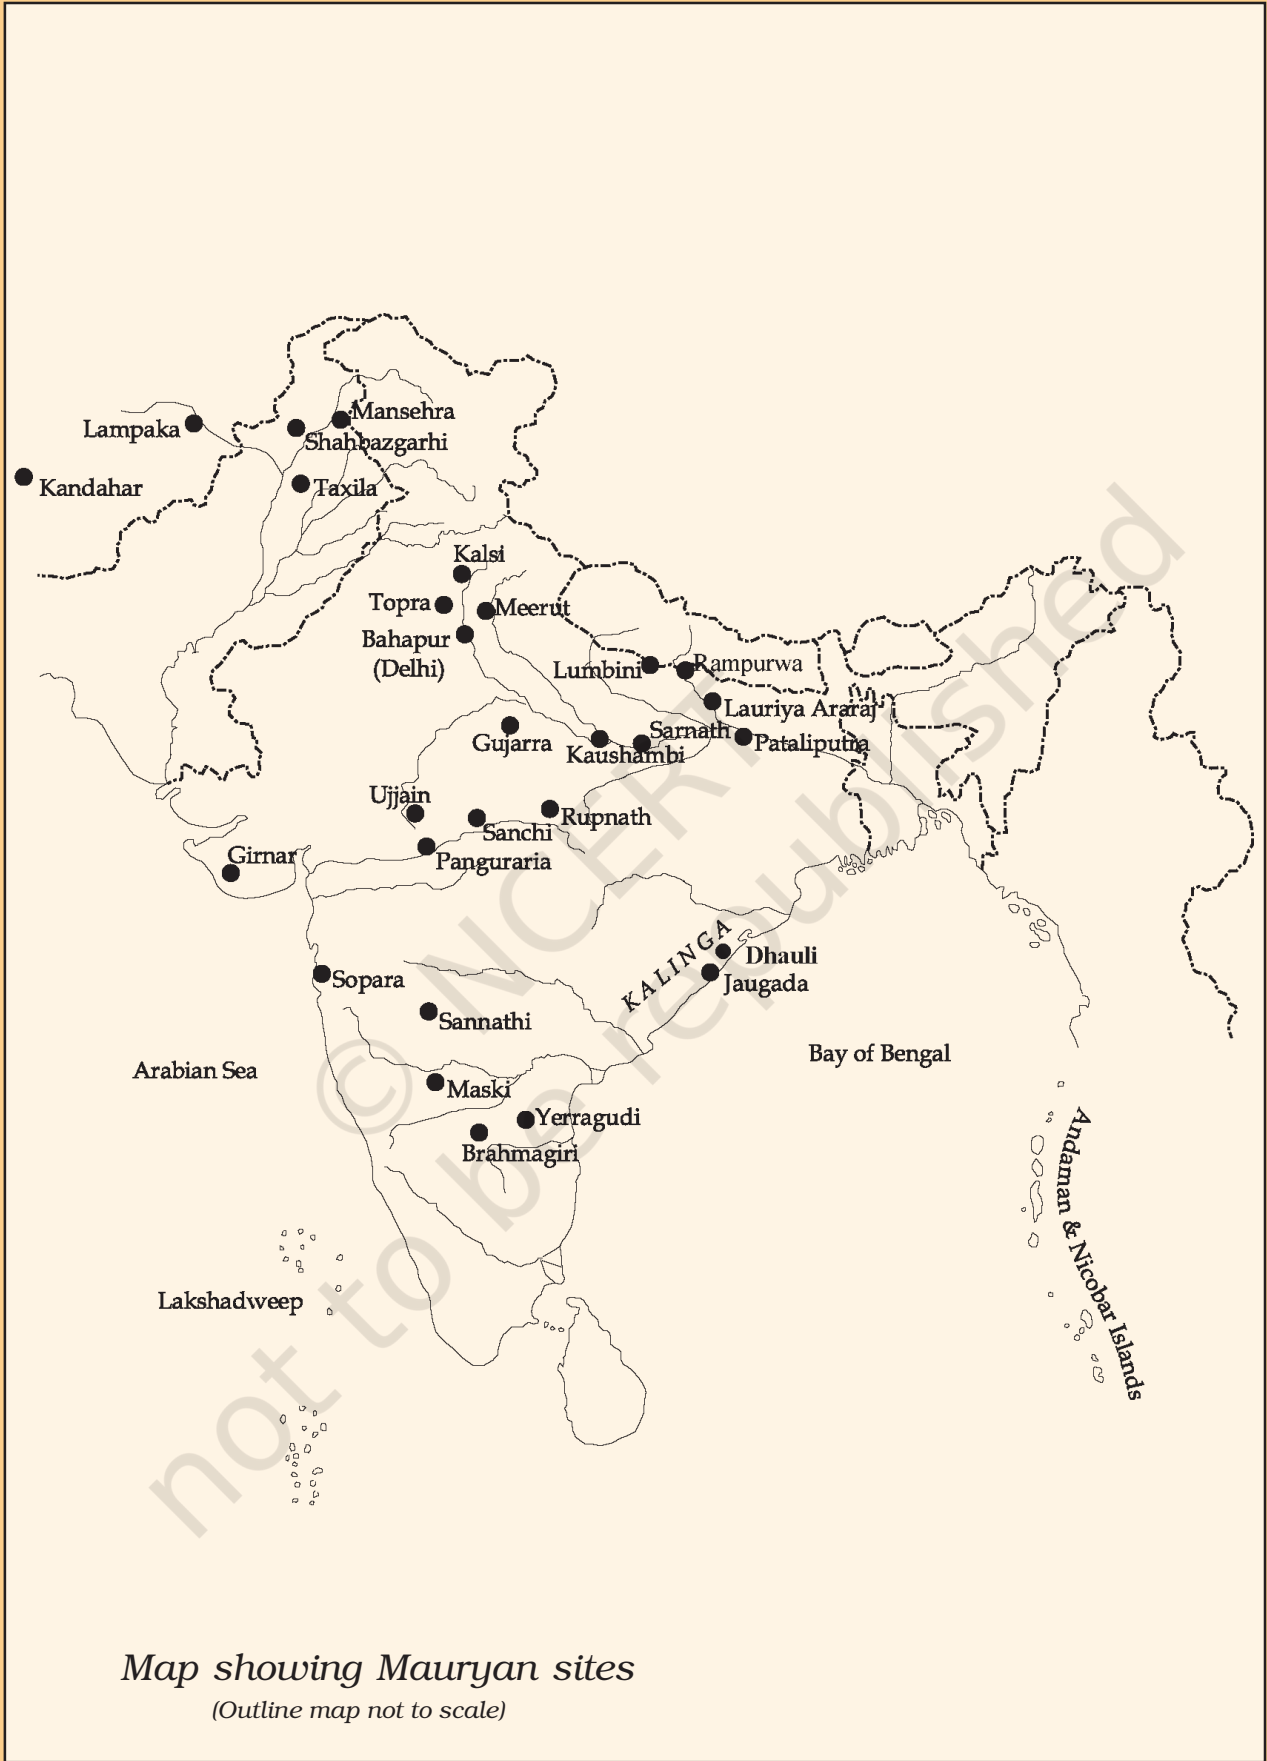 Mansehra
Lampaka
Shahbazgarhi
Kandahar
Taxila
Kalsi
Topra
Meerut
Bahapur
(Delhi)
Lumbini
Rampurwa
Lauriya Araraj
Sarnath
Pataliputra
Gujarra
Kaushambi
Ujjain
Rupnath
Sanchi
Girnar
Panguraria
KALINGA
Dhauli
Jaugada
Sopara
Sannathi
Bay of Bengal
Arabian Sea
Maski
Yerragudi
Brahmagiri
Andaman & Nicobar Islands
Lakshadweep
© NCERT
not to be republished
Map showing Mauryan sites
(Outline map not to scale)